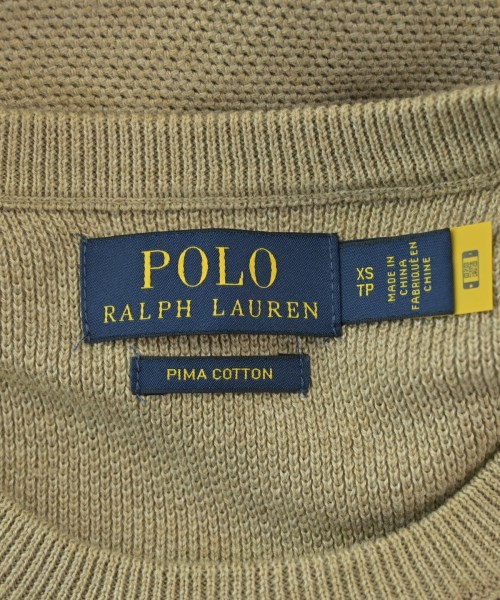 POLO
RALPH LAUREN
XS
TP
MADE IN
CHINA
FABRIQUÉ EN
CHINE
PIMA COTTON